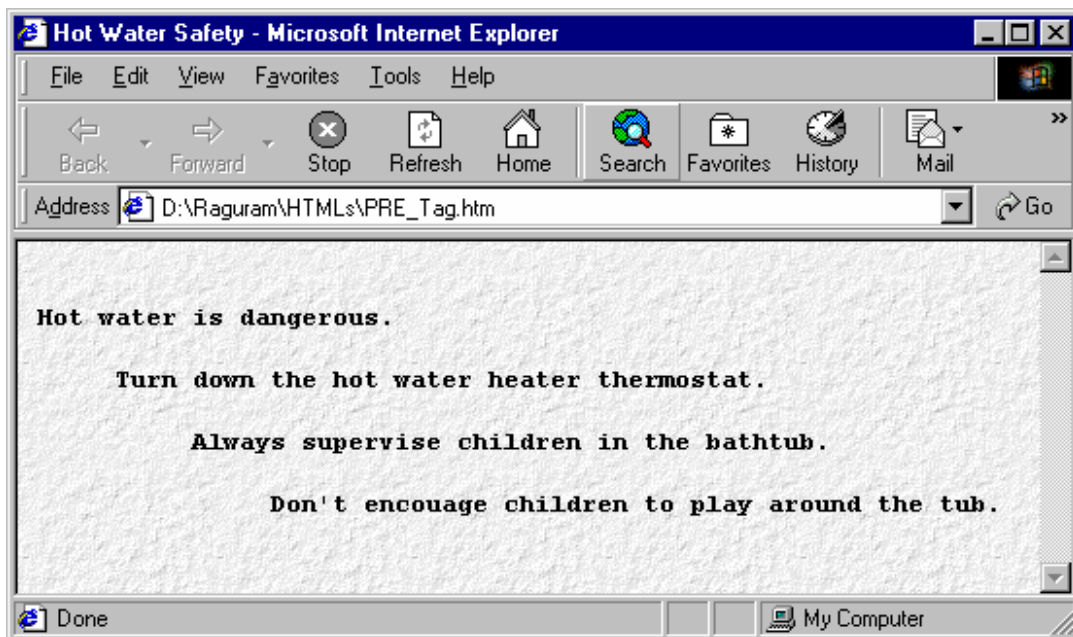 Hot Water Safety - Microsoft Internet Explorer
File Edit View Favorites Tools Help
Back Forward Stop Refresh Home Search Favorites History Mail »
Address D:\Raguram\HTMLs\PRE_Tag.htm Go
Hot water is dangerous.
Turn down the hot water heater thermostat.
Always supervise children in the bathtub.
Don't encouage children to play around the tub.
Done My Computer